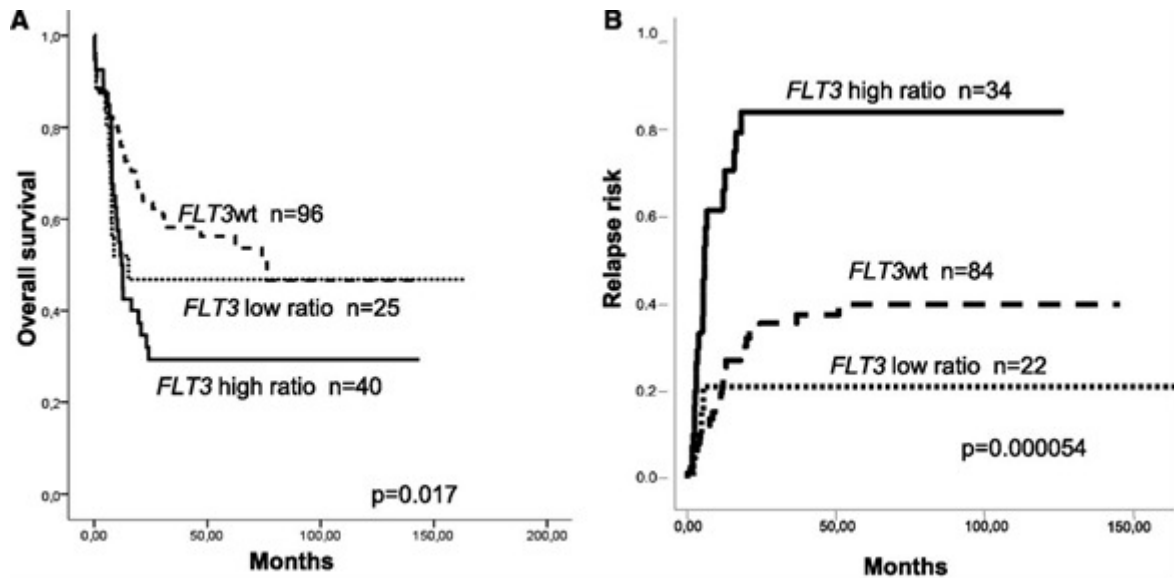 A
Overall survival
1,0
0,8
0,6
0,4
0,2
0,0
FLT3wt n=96
FLT3 low ratio n=25
FLT3 high ratio n=40
p=0.017
0,00 50,00 100,00 150,00 200,00
Months
B
Relapse risk
1.0
0.8
0.6
0.4
0.2
0.0
FLT3 high ratio n=34
FLT3wt n=84
FLT3 low ratio n=22
p=0.000054
0,00 50,00 100,00 150,00
Months